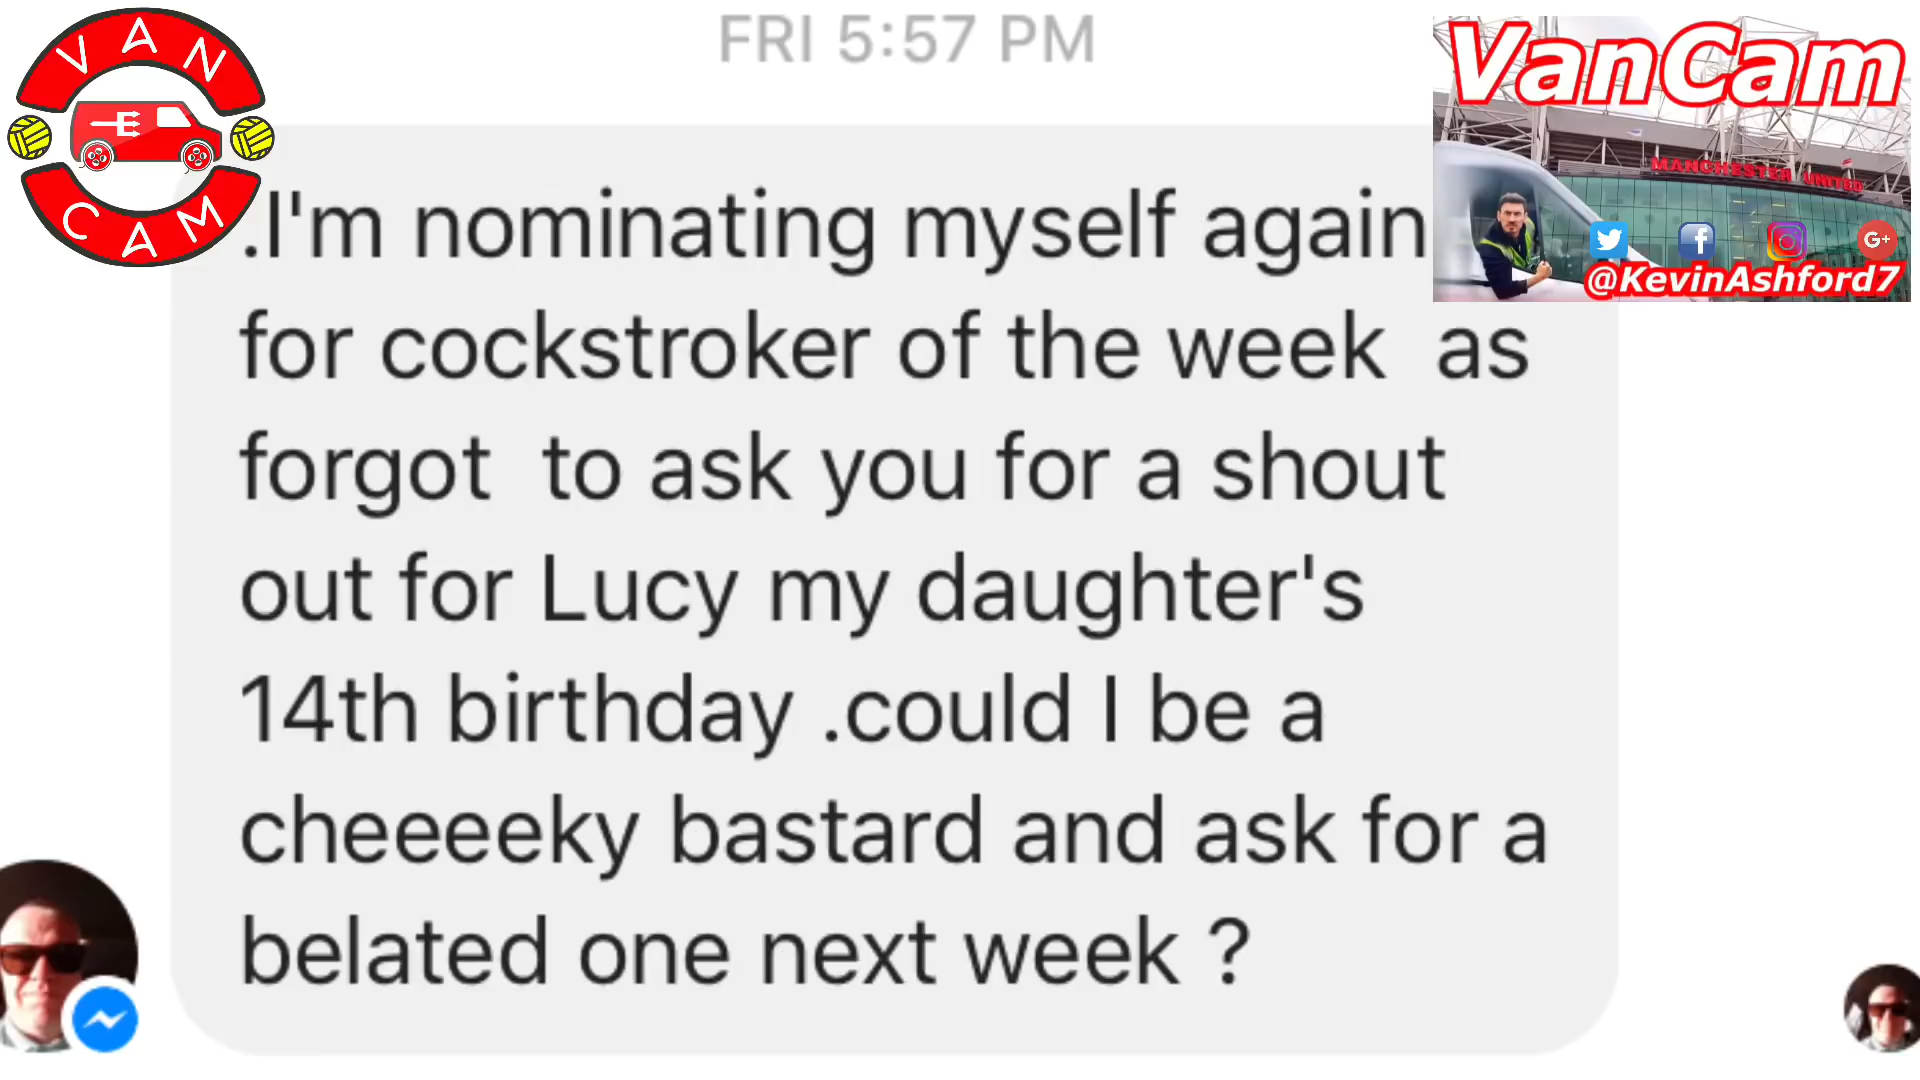 FRI 5:57 PM
VAN
CAM
VanCam
MANCHESTER UNITED
@KevinAshford7
.I'm nominating myself again
for cockstroker of the week as
forgot to ask you for a shout
out for Lucy my daughter's
14th birthday .could I be a
cheeeeky bastard and ask for a
belated one next week ?